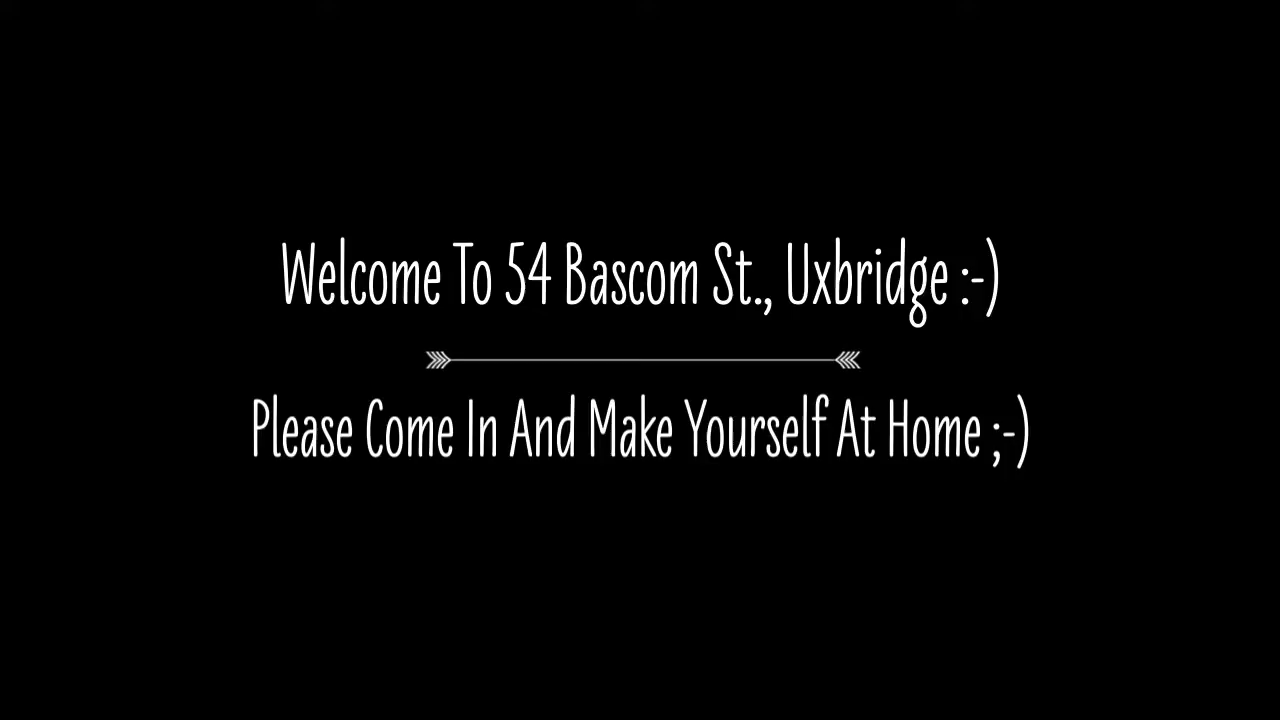 Welcome To 54 Bascom St., Uxbridge :-)
Please Come In And Make Yourself At Home ;-)